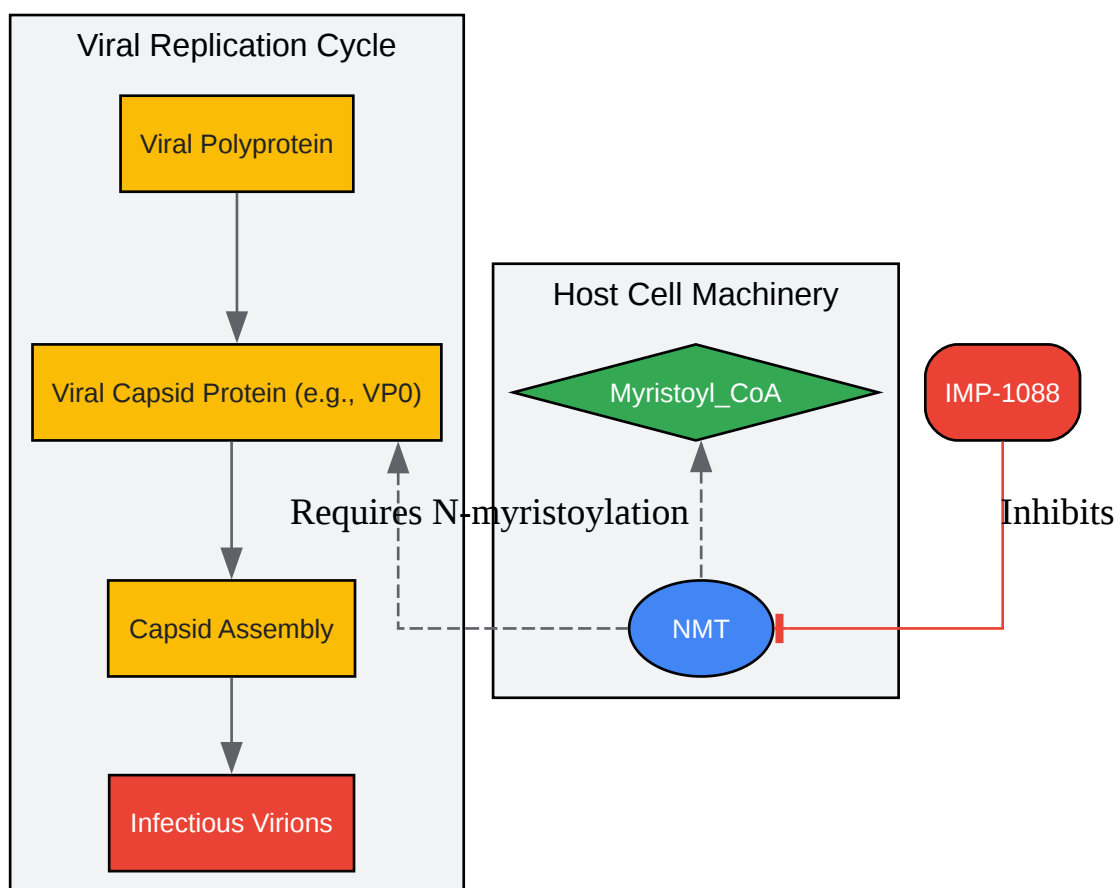 Viral Replication Cycle
Viral Polyprotein
Viral Capsid Protein (e.g., VP0)
Capsid Assembly
Infectious Virions
Requires N-myristoylation
Host Cell Machinery
Myristoyl_CoA
NMT
IMP-1088
Inhibits